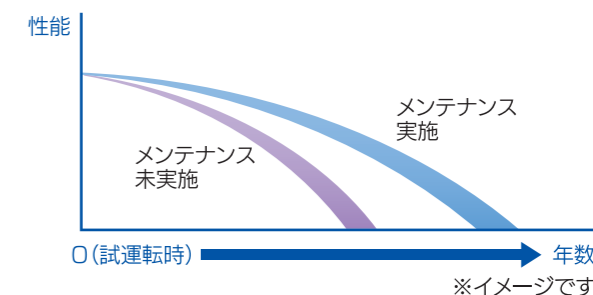 性能
メンテナンス
実施
メンテナンス
未実施
0(試運転時)
年数
※イメージです